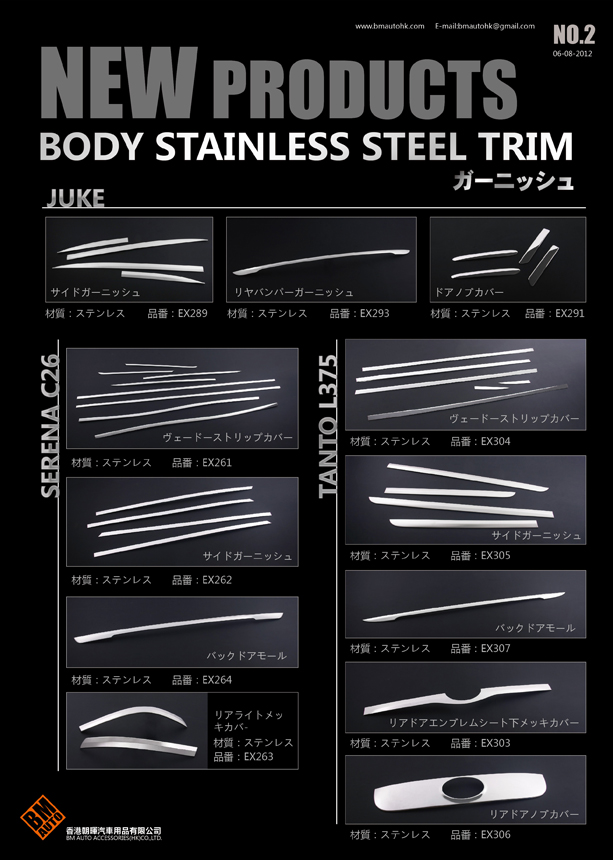 www.bmautohk.com E-mail:bmautohk@gmail.com
NO.2
06-08-2012
NEW PRODUCTS
BODY STAINLESS STEEL TRIM
ガーニッシュ
JUKE
サイドガーニッシュ
材質：ステンレス 品番：EX289
リヤバンパーガーニッシュ
材質：ステンレス 品番：EX293
ドアノブカバー
材質：ステンレス 品番：EX291
SERENA C26
ヴェードーストリップカバー
材質：ステンレス 品番：EX261
サイドガーニッシュ
材質：ステンレス 品番：EX262
バックドアモール
材質：ステンレス 品番：EX264
リアライトメッ
キカバ-
材質：ステンレス
品番：EX263
TANTO L375
ヴェードーストリップカバー
材質：ステンレス 品番：EX304
サイドガーニッシュ
材質：ステンレス 品番：EX305
バックドアモール
材質：ステンレス 品番：EX307
リアドアエンブレムシート下メッキカバー
材質：ステンレス 品番：EX303
リアドアノブカバー
材質：ステンレス 品番：EX306
BM
AUTO
香港朝暉汽車用品有限公司
BM AUTO ACCESSORIES(HK)CO.,LTD.